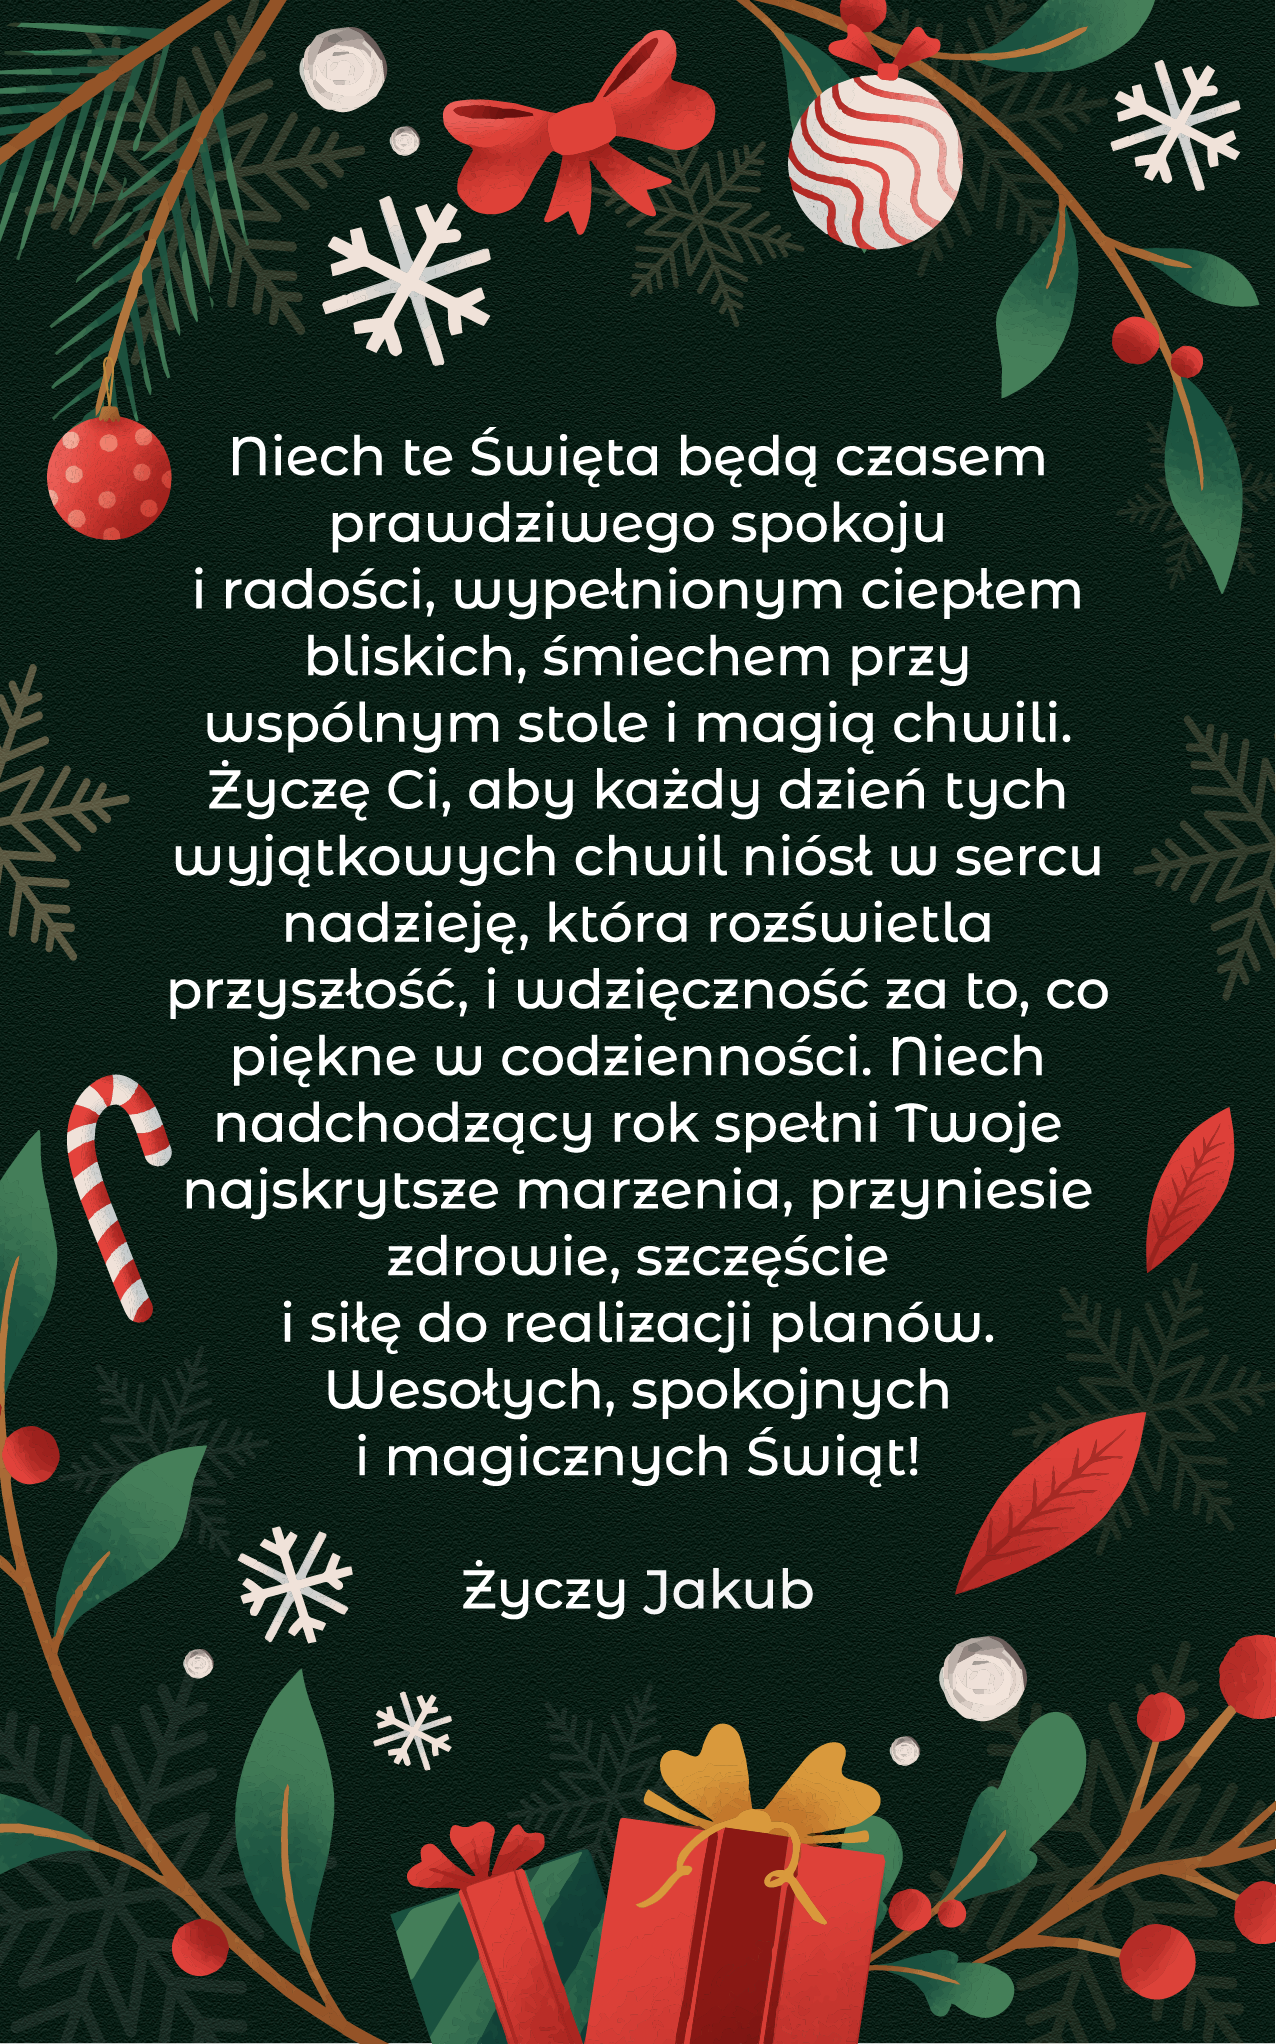 Niech te Święta będą czasem
prawdziwego spokoju
i radości, wypełnionym ciepłem
bliskich, śmiechem przy
wspólnym stole i magią chwili.
Życzę Ci, aby każdy dzień tych
wyjątkowych chwil niósł w sercu
nadzieję, która rozświetla
przyszłość, i wdzięczność za to, co
piękne w codzienności. Niech
nadchodzący rok spełni Twoje
najskrytsze marzenia, przyniesie
zdrowie, szczęście
i siłę do realizacji planów.
Wesołych, spokojnych
i magicznych Świąt!
Życzy Jakub